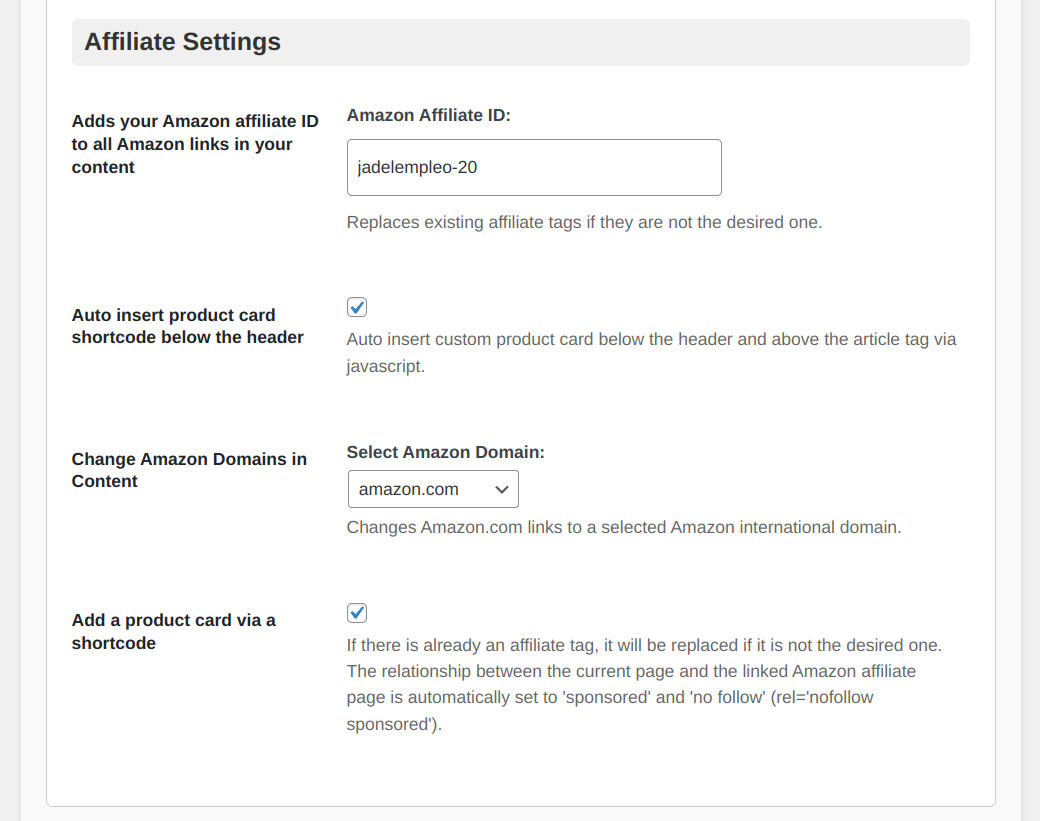 Affiliate Settings
Adds your Amazon affiliate ID
to all Amazon links in your
content
Amazon Affiliate ID:
jadelempleo-20
Replaces existing affiliate tags if they are not the desired one.
Auto insert product card
shortcode below the header
Auto insert custom product card below the header and above the article tag via
javascript.
Change Amazon Domains in
Content
Select Amazon Domain:
amazon.com
Changes Amazon.com links to a selected Amazon international domain.
Add a product card via a
shortcode
If there is already an affiliate tag, it will be replaced if it is not the desired one.
The relationship between the current page and the linked Amazon affiliate
page is automatically set to 'sponsored' and 'no follow' (rel='nofollow
sponsored').